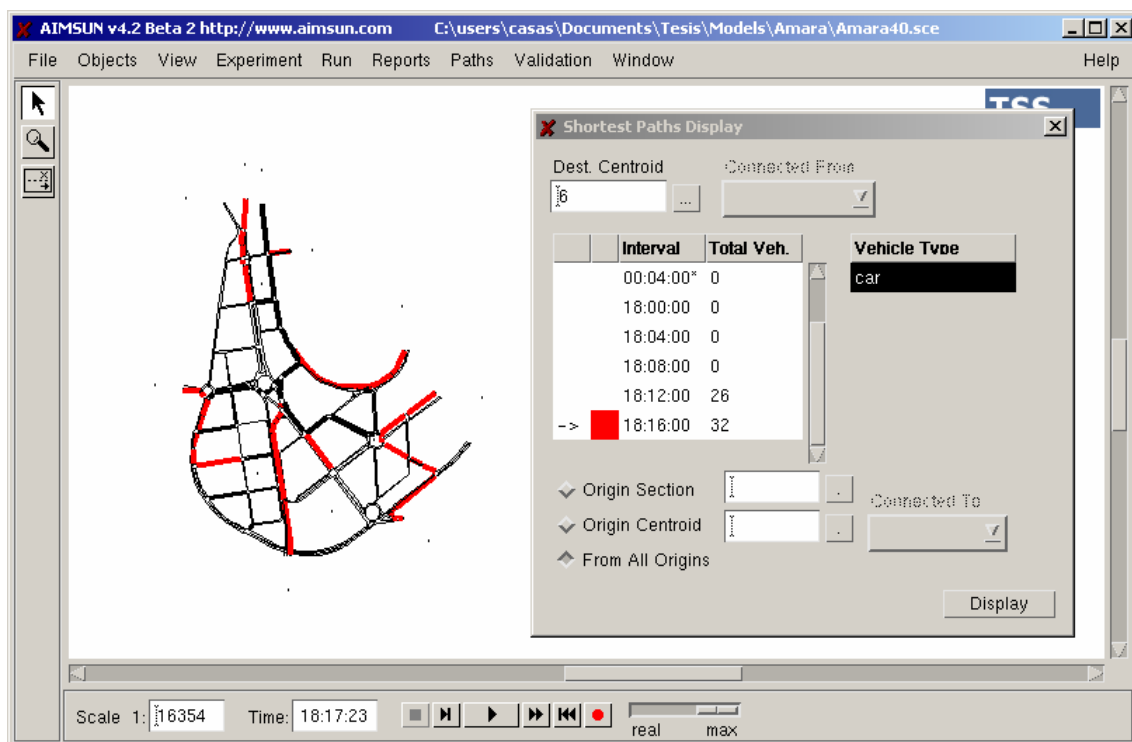 AIMSUN v4.2 Beta 2 http://www.aimsun.com C:\users\casas\Documents\Tesis\Models\Amara\Amara40.sce
File Objects View Experiment Run Reports Paths Validation Window Help
TSS
Shortest Paths Display
Dest. Centroid Connected From
6 ...
Interval Total Veh. Vehicle Type
00:04:00* 0 car
18:00:00 0
18:04:00 0
18:08:00 0
18:12:00 26
-> 18:16:00 32
Origin Section .
Connected To
Origin Centroid .
From All Origins
Display
Scale 1: 16354 Time: 18:17:23
real max